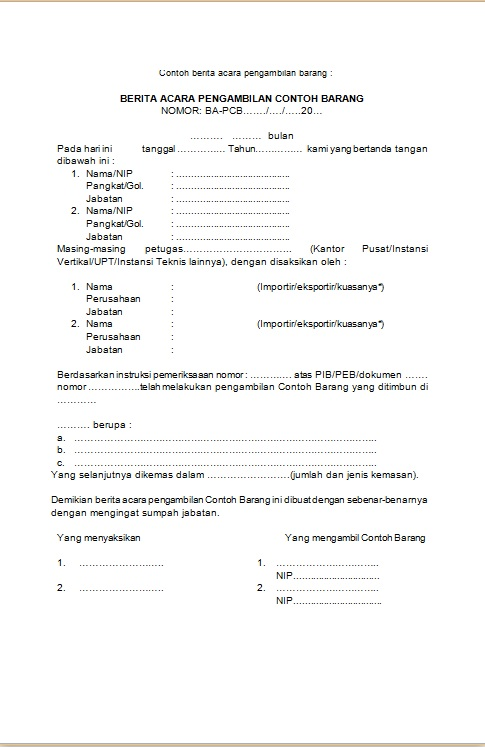 Contoh berita acara pengambilan barang :
BERITA ACARA PENGAMBILAN CONTOH BARANG
NOMOR: BA-PCB……./…./…..20…
………. ……… bulan
Pada hari ini tanggal …………… Tahun…………… kami yang bertanda tangan
dibawah ini :
1. Nama/NIP : .......................................
Pangkat/Gol. : .......................................
Jabatan : .......................................
2. Nama/NIP : .......................................
Pangkat/Gol. : .......................................
Jabatan : .......................................
Masing-masing petugas…………………………… (Kantor Pusat/Instansi
Vertikal/UPT/Instansi Teknis lainnya), dengan disaksikan oleh :
1. Nama : (Importir/eksportir/kuasanya*)
Perusahaan :
Jabatan :
2. Nama : (Importir/eksportir/kuasanya*)
Perusahaan :
Jabatan :
Berdasarkan instruksi pemeriksaaan nomor : …………. atas PIB/PEB/dokumen …….
nomor …………….telah melakukan pengambilan Contoh Barang yang ditimbun di
…………
………. berupa :
a. ………………………………………………………………………………..
b. ………………………………………………………………………………..
c. ………………………………………………………………………………..
Yang selanjutnya dikemas dalam …………………….(jumlah dan jenis kemasan).
Demikian berita acara pengambilan Contoh Barang ini dibuat dengan sebenar-benarnya
dengan mengingat sumpah jabatan.
Yang menyaksikan Yang mengambil Contoh Barang
1. …………………….. 1. ………………………….
NIP..............................
2. …………………….. 2. ………………………….
NIP..............................